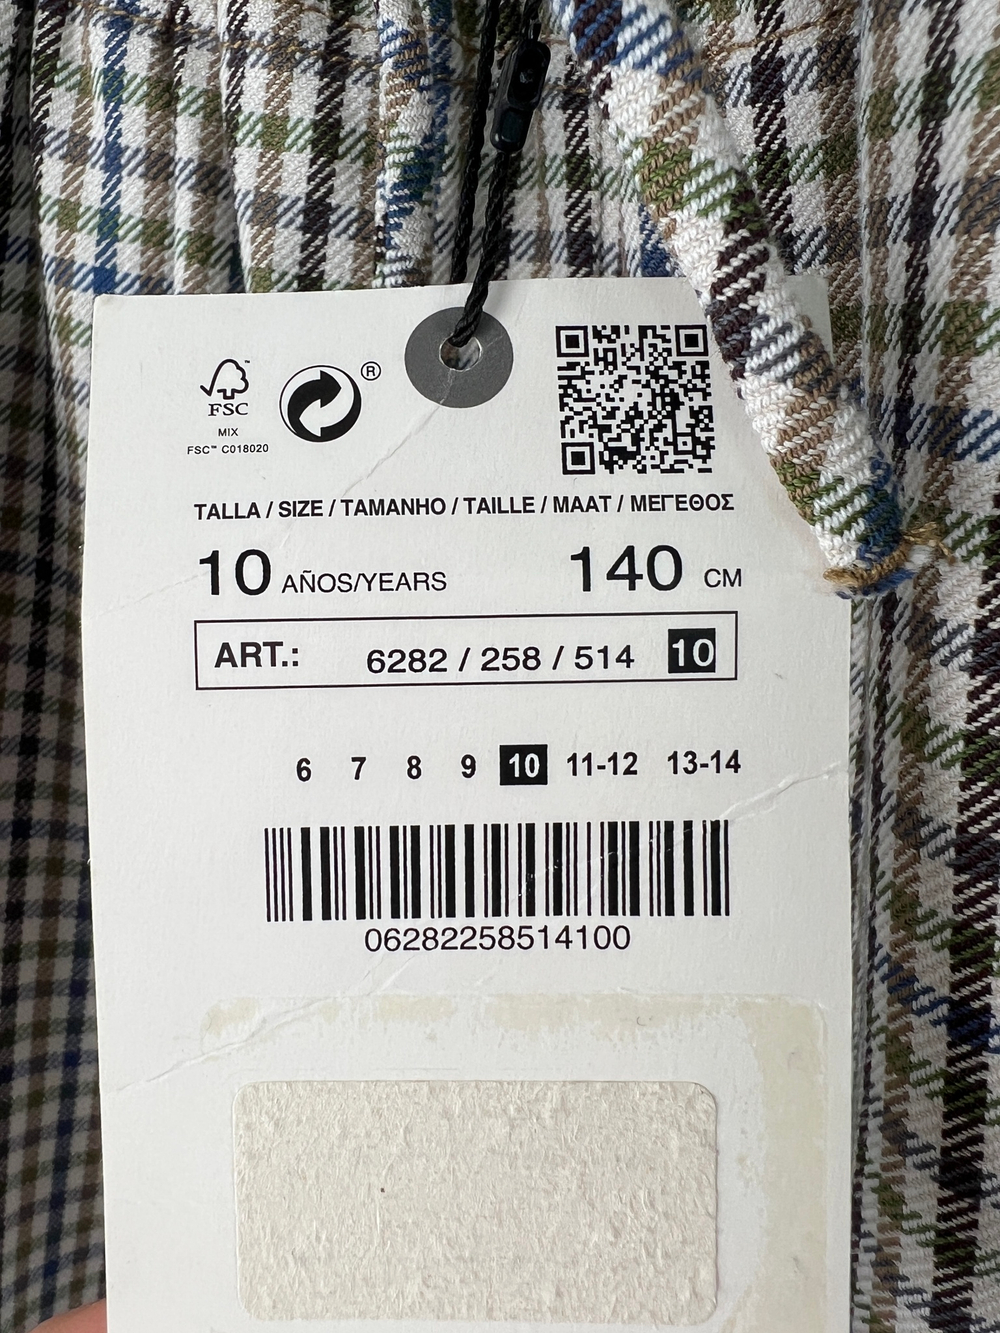 FSC™
MIX
FSC™ C018020
®
TALLA / SIZE / TAMANHO / TAILLE / MAAT / ΜΕΓΕΘΟΣ
10 AÑOS/YEARS 140 CM
ART.: 6282 / 258 / 514 10
6 7 8 9 10 11-12 13-14
06282258514100